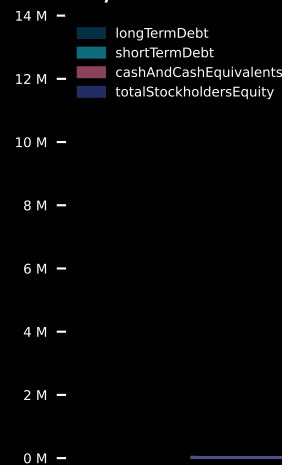 14 M
longTermDebt
shortTermDebt
12 M
cashAndCashEquivalents
totalStockholdersEquity
10 M
8 M
6 M
4 M
2 M
0 M